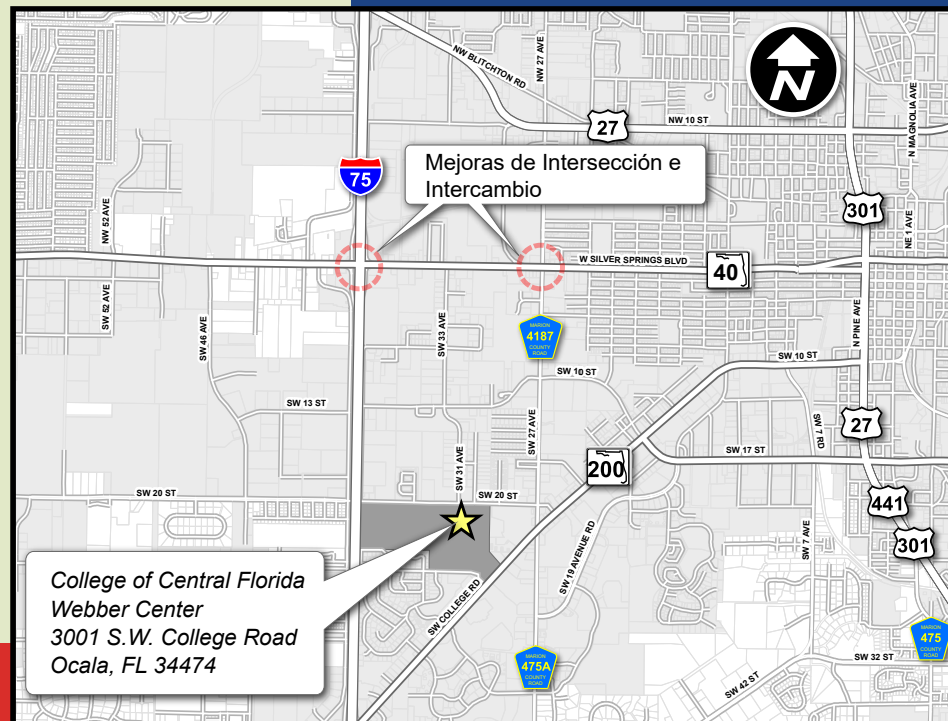 NW BLITCHTON RD
NW 27 AVE
N
27
NW 10 ST
N MAGNOLIA AVE
75
Mejoras de Intersección e
Intercambio
NW 52 AVE
301
NE 1 AVE
W SILVER SPRINGS BLVD
40
SW 52 AVE
SW 46 AVE
SW 33 AVE
MARION
4187
COUNTY
ROAD
N PINE AVE
SW 10 ST
SW 10 ST
SW 13 ST
SW 27 AVE
SW 7 RD
27
SW 31 AVE
200
SW 17 ST
SW 20 ST
SW 20 ST
441
301
SW 19 AVENUE RD
SW 7 AVE
College of Central Florida
Webber Center
3001 S.W. College Road
Ocala, FL 34474
SW COLLEGE RD
MARION
475A
COUNTY
ROAD
MARION
475
COUNTY
ROAD
SW 32 ST
SW 42 ST